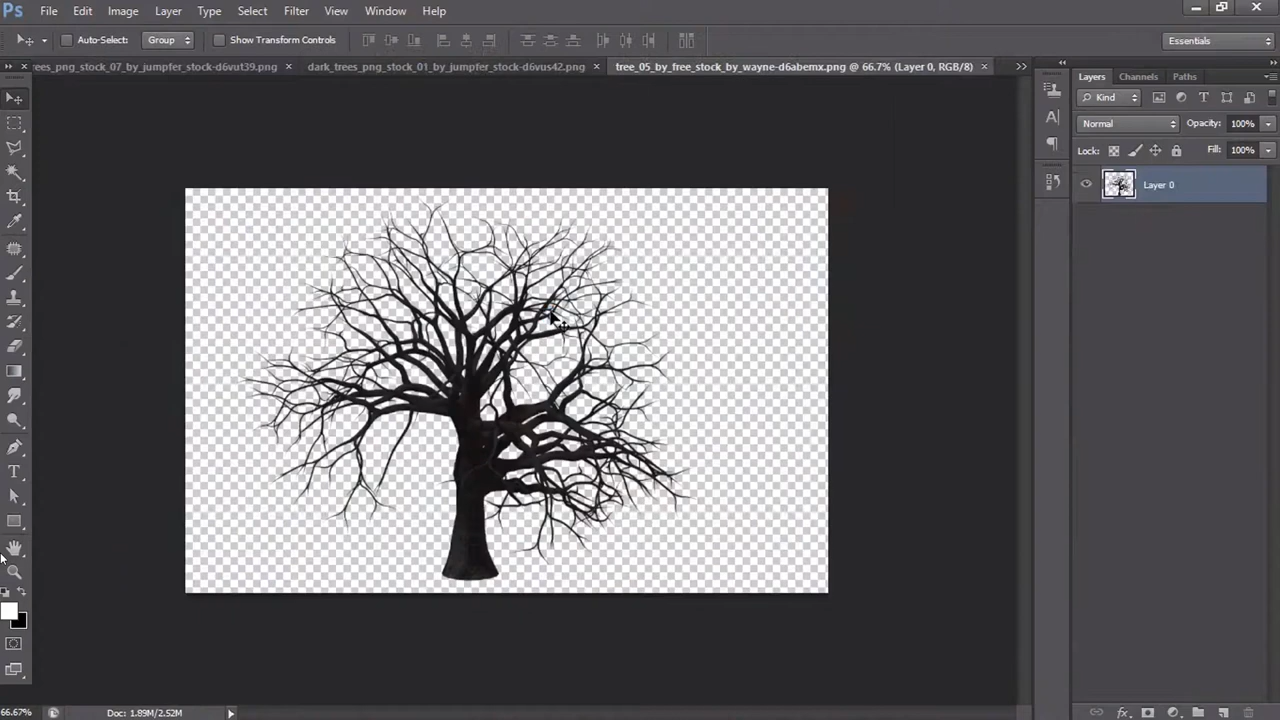 Ps File Edit Image Layer Type Select Filter View Window Help
Auto-Select: Group Show Transform Controls Essentials
rees_png_stock_07_by_jumpfer_stock-d6vut39.png dark_trees_png_stock_01_by_jumpfer_stock-d6vus42.png tree_05_by_free_stock_by_wayne-d6abemx.png @ 66.7% (Layer 0, RGB/8)
Layers Channels Paths
Kind
Normal Opacity: 100%
Lock: Fill: 100%
Layer 0
66.67% Doc: 1.89M/2.52M